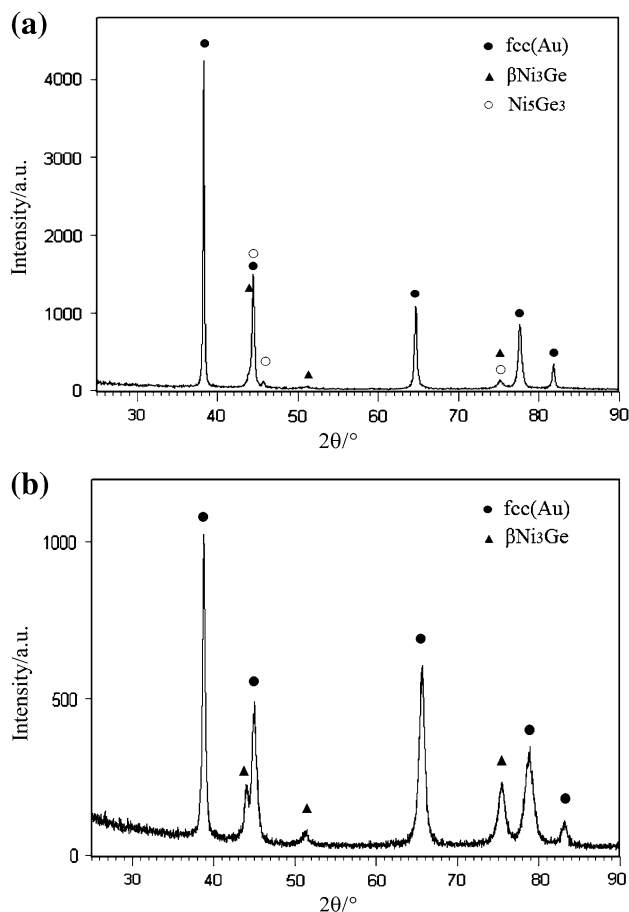 (a)
Intensity/a.u.
4000
3000
2000
1000
0
fcc(Au)
βNi3Ge
Ni5Ge3
30 40 50 60 70 80 90
2θ/°
(b)
Intensity/a.u.
1000
500
0
fcc(Au)
βNi3Ge
30 40 50 60 70 80 90
2θ/°